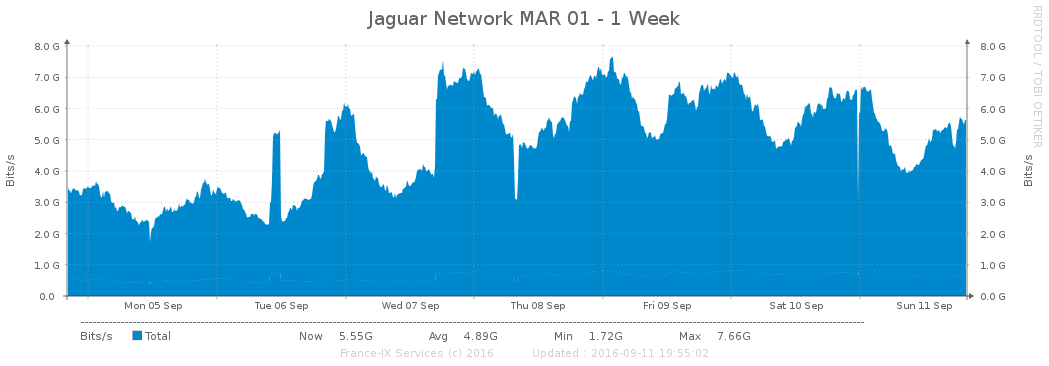 Jaguar Network MAR 01 - 1 Week
RRDTOOL / TOBI OETIKER
8.0 G 8.0 G
7.0 G 7.0 G
6.0 G 6.0 G
5.0 G 5.0 G
4.0 G 4.0 G
3.0 G 3.0 G
2.0 G 2.0 G
1.0 G 1.0 G
0.0 0.0 G
Bits/s
Bits/s
Mon 05 Sep Tue 06 Sep Wed 07 Sep Thu 08 Sep Fri 09 Sep Sat 10 Sep Sun 11 Sep
Bits/s Total Now 5.55G Avg 4.89G Min 1.72G Max 7.66G
France-IX Services (c) 2016 Updated : 2016-09-11 19:55:02